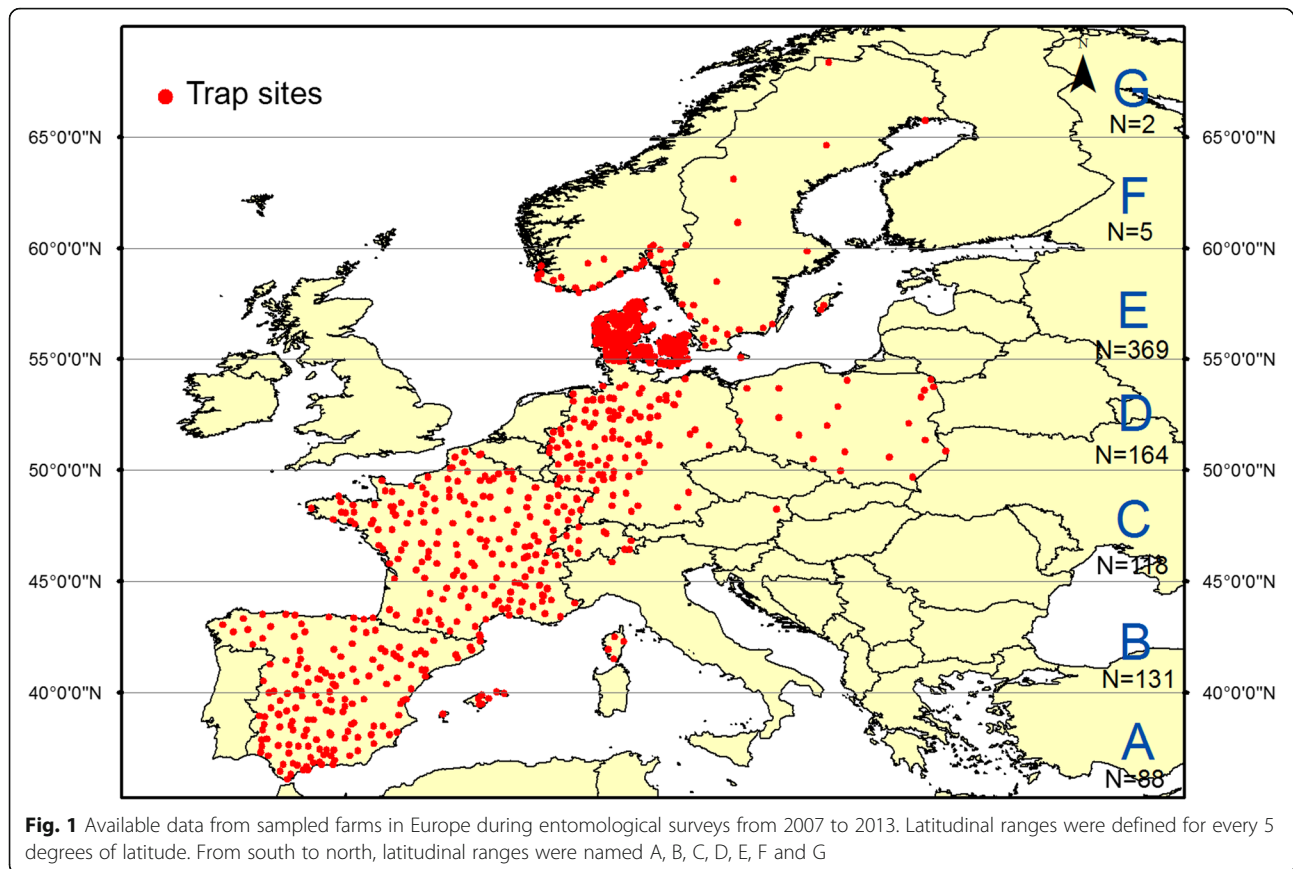 N
Trap sites
G
N=2
65°0'0"N 65°0'0"N
F
N=5
60°0'0"N 60°0'0"N
E
N=369
55°0'0"N 55°0'0"N
D
N=164
50°0'0"N 50°0'0"N
C
N=118
45°0'0"N 45°0'0"N
B
N=131
40°0'0"N 40°0'0"N
A
N=88
Fig. 1 Available data from sampled farms in Europe during entomological surveys from 2007 to 2013. Latitudinal ranges were defined for every 5
degrees of latitude. From south to north, latitudinal ranges were named A, B, C, D, E, F and G